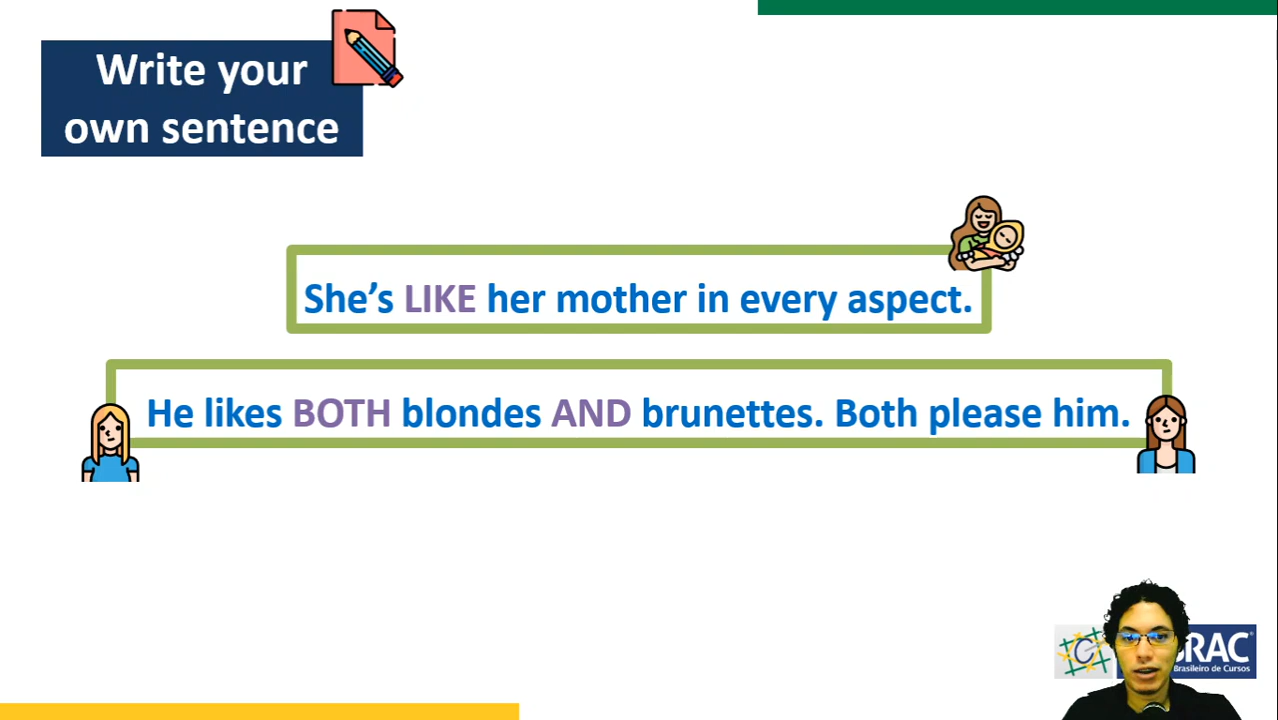 Write your
own sentence
She's LIKE her mother in every aspect.
He likes BOTH blondes AND brunettes. Both please him.
RAC®
Brasileiro de Cursos